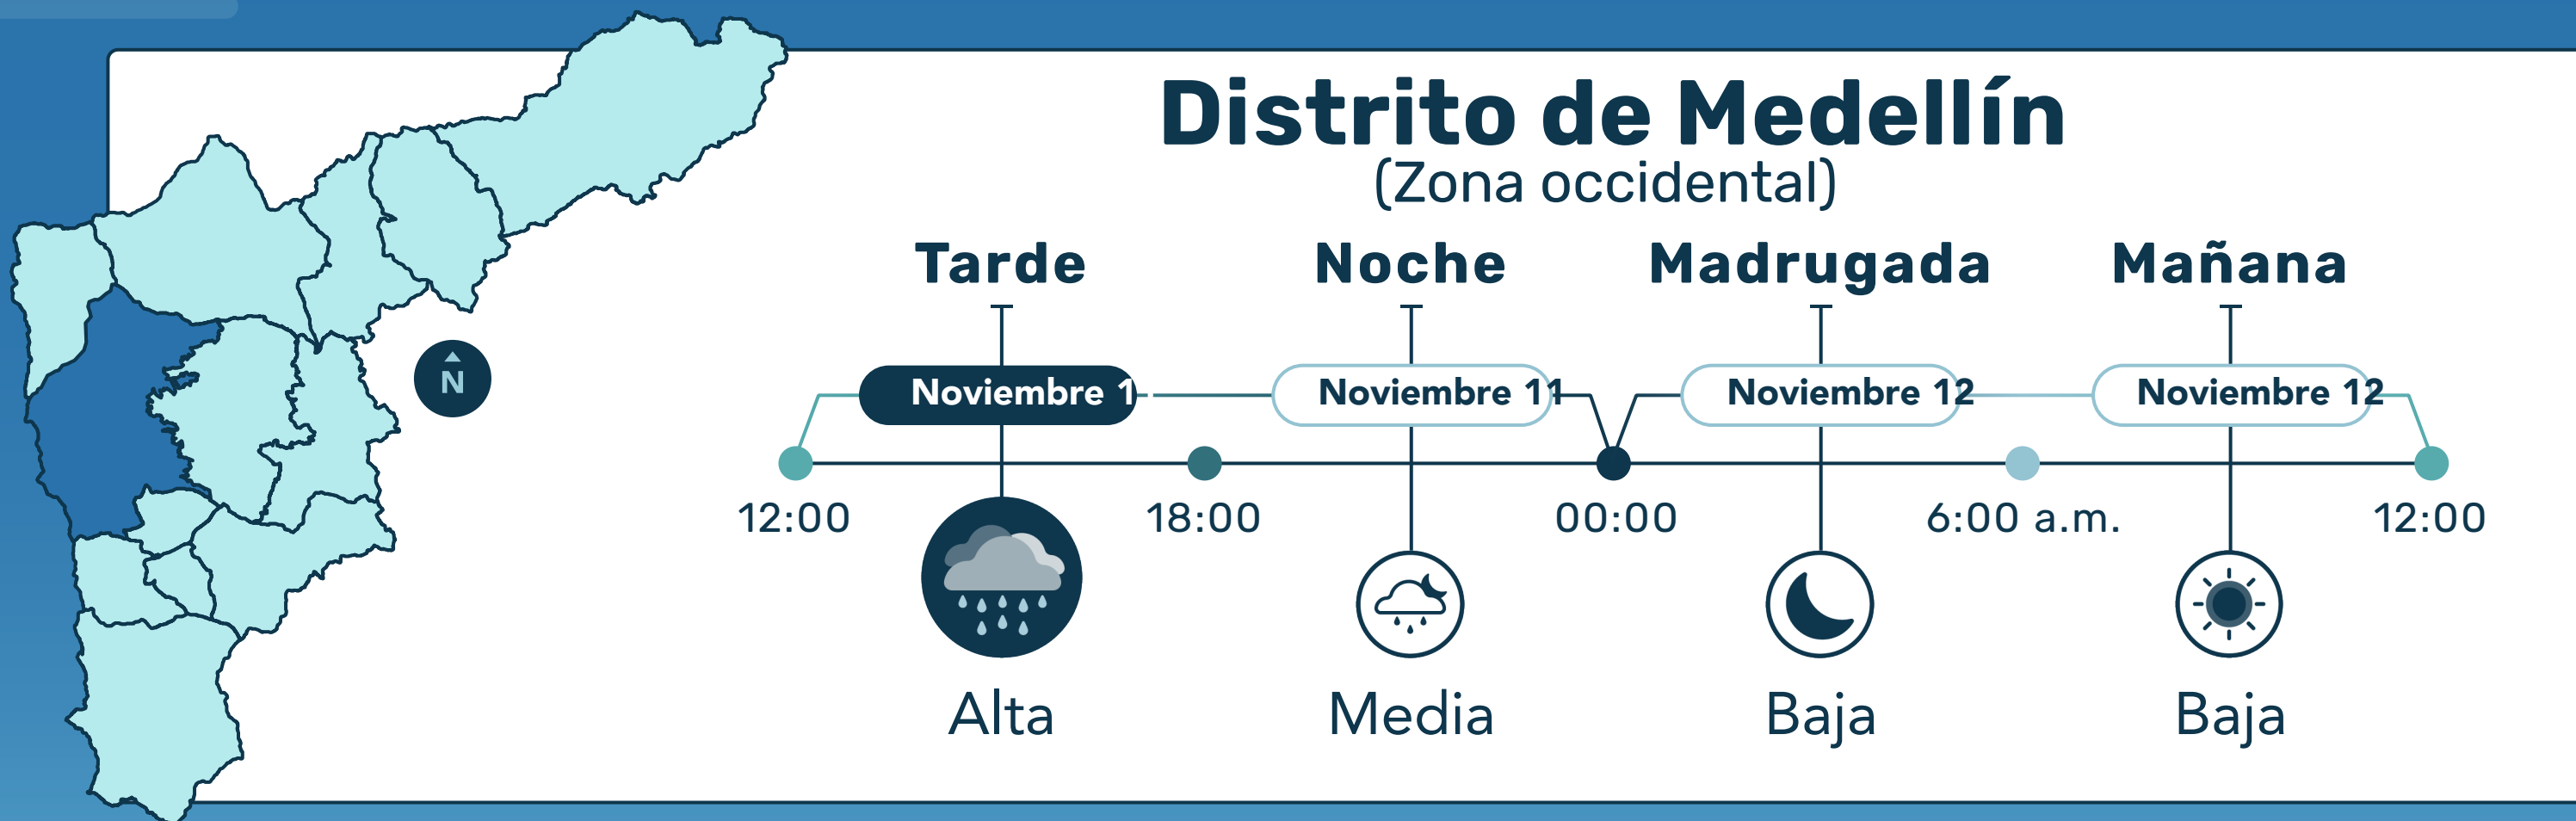 Distrito de Medellín
(Zona occidental)
Tarde Noche Madrugada Mañana
N
Noviembre 1 Noviembre 11 Noviembre 12 Noviembre 12
12:00 18:00 00:00 6:00 a.m. 12:00
Alta Media Baja Baja